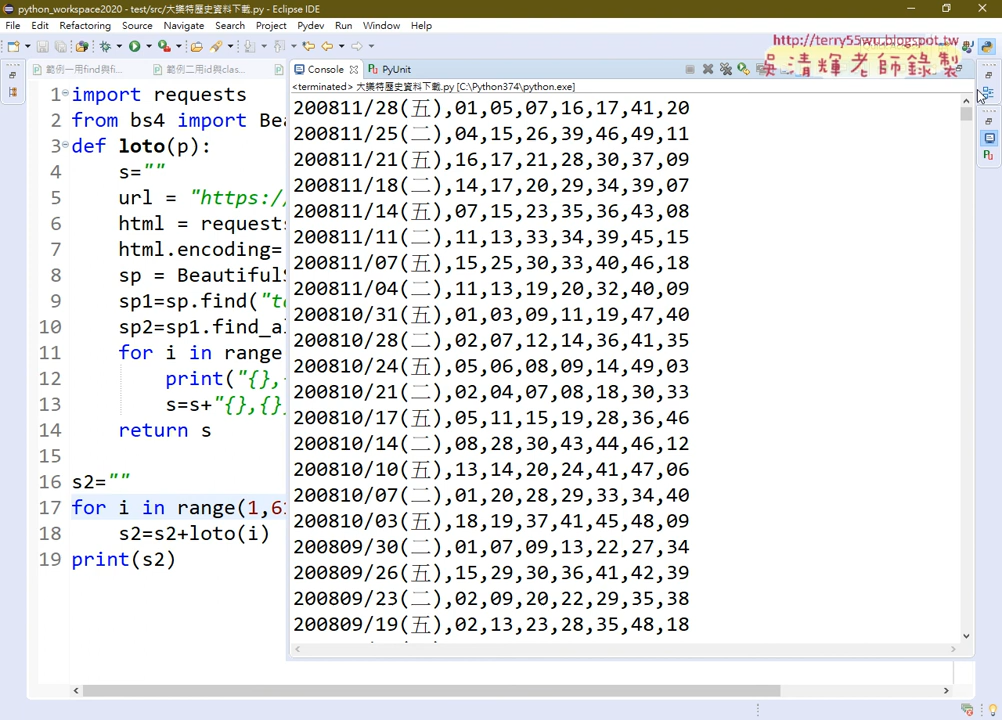 python_workspace2020 - test/src/大樂符歷史資料下載.py - Eclipse IDE
File Edit Refactoring Source Navigate Search Project Pydev Run Window Help
http://terry55wu.blogspot.tw
吳清輝老師錄製
範例一用find與fi...
範例二用id與clas...
Console
PyUnit
<terminated> 大樂符歷史資料下載.py [C:\Python374\python.exe]
1 import requests
2 from bs4 import Bea
3 def loto(p):
4 s=""
5 url = "https:/
6 html = requests
7 html.encoding=
8 sp = BeautifulS
9 sp1=sp.find("t
10 sp2=sp1.find_a
11 for i in range
12 print("{},
13 s=s+"{},{}
14 return s
15
16 s2=""
17 for i in range(1,61
18 s2=s2+loto(i)
19 print(s2)
200811/28(五),01,05,07,16,17,41,20
200811/25(二),04,15,26,39,46,49,11
200811/21(五),16,17,21,28,30,37,09
200811/18(二),14,17,20,29,34,39,07
200811/14(五),07,15,23,35,36,43,08
200811/11(二),11,13,33,34,39,45,15
200811/07(五),15,25,30,33,40,46,18
200811/04(二),11,13,19,20,32,40,09
200810/31(五),01,03,09,11,19,47,40
200810/28(二),02,07,12,14,36,41,35
200810/24(五),05,06,08,09,14,49,03
200810/21(二),02,04,07,08,18,30,33
200810/17(五),05,11,15,19,28,36,46
200810/14(二),08,28,30,43,44,46,12
200810/10(五),13,14,20,24,41,47,06
200810/07(二),01,20,28,29,33,34,40
200810/03(五),18,19,37,41,45,48,09
200809/30(二),01,07,09,13,22,27,34
200809/26(五),15,29,30,36,41,42,39
200809/23(二),02,09,20,22,29,35,38
200809/19(五),02,13,23,28,35,48,18